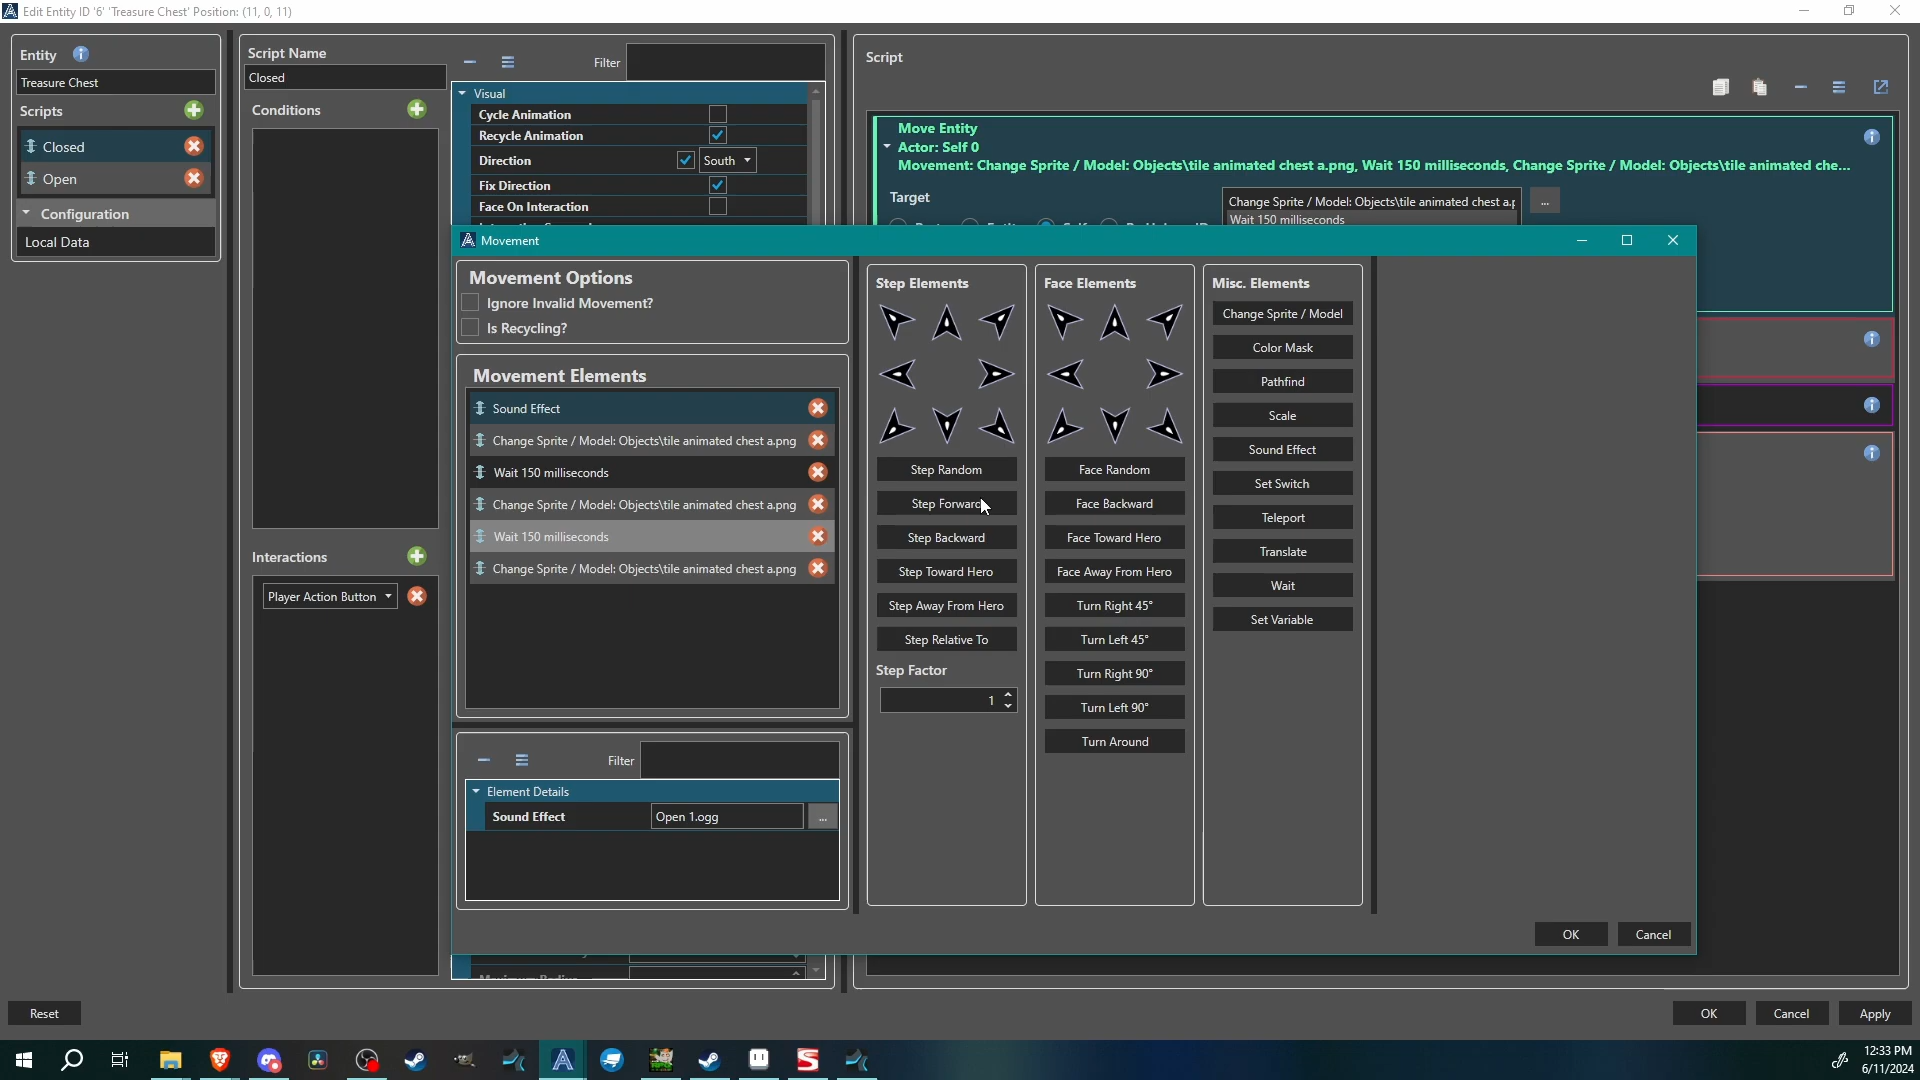 Edit Entity ID '6' 'Treasure Chest' Position: (11, 0, 11)
Entity
Treasure Chest
Scripts
Closed
Open
Configuration
Local Data
Script Name
Closed
Conditions
Interactions
Player Action Button
Filter
Visual
Cycle Animation
Recycle Animation
Direction
South
Fix Direction
Face On Interaction
Script
Move Entity
Actor: Self 0
Movement: Change Sprite / Model: Objects\tile animated chest a.png, Wait 150 milliseconds, Change Sprite / Model: Objects\tile animated che...
Target
Change Sprite / Model: Objects\tile animated chest a.p
Wait 150 milliseconds
...
Movement
Movement Options
Ignore Invalid Movement?
Is Recycling?
Movement Elements
Sound Effect
Change Sprite / Model: Objects\tile animated chest a.png
Wait 150 milliseconds
Change Sprite / Model: Objects\tile animated chest a.png
Wait 150 milliseconds
Change Sprite / Model: Objects\tile animated chest a.png
Filter
Element Details
Sound Effect
Open 1.ogg
...
Step Elements
Step Random
Step Forward
Step Backward
Step Toward Hero
Step Away From Hero
Step Relative To
Step Factor
1
Face Elements
Face Random
Face Backward
Face Toward Hero
Face Away From Hero
Turn Right 45°
Turn Left 45°
Turn Right 90°
Turn Left 90°
Turn Around
Misc. Elements
Change Sprite / Model
Color Mask
Pathfind
Scale
Sound Effect
Set Switch
Teleport
Translate
Wait
Set Variable
OK
Cancel
Reset
OK
Cancel
Apply
12:33 PM
6/11/2024